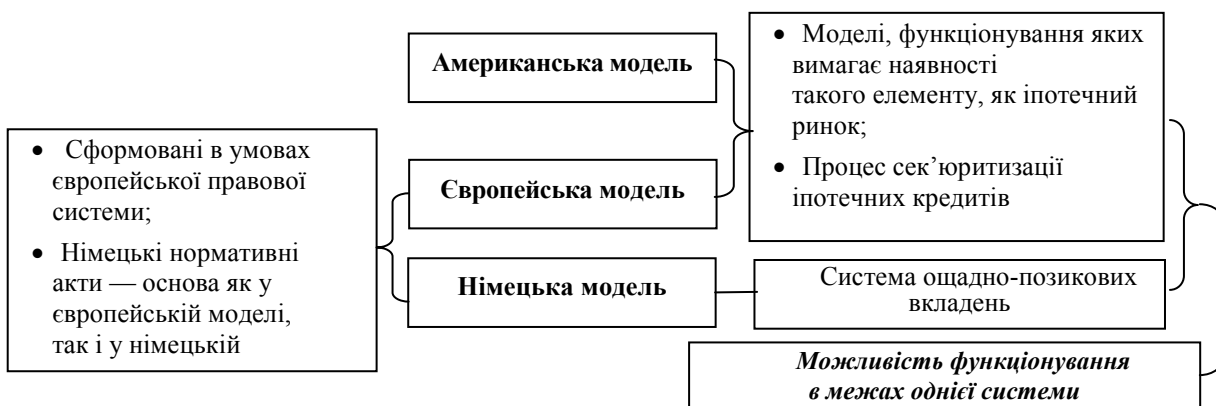 Американська модель
• Моделі, функціонування яких
вимагає наявності
такого елементу, як іпотечний
ринок;
• Процес сек’юритизації
іпотечних кредитів
• Сформовані в умовах
європейської правової
системи;
• Німецькі нормативні
акти — основа як у
європейській моделі,
так і у німецькій
Європейська модель
Німецька модель
Система ощадно-позикових
вкладень
Можливість функціонування
в межах однієї системи